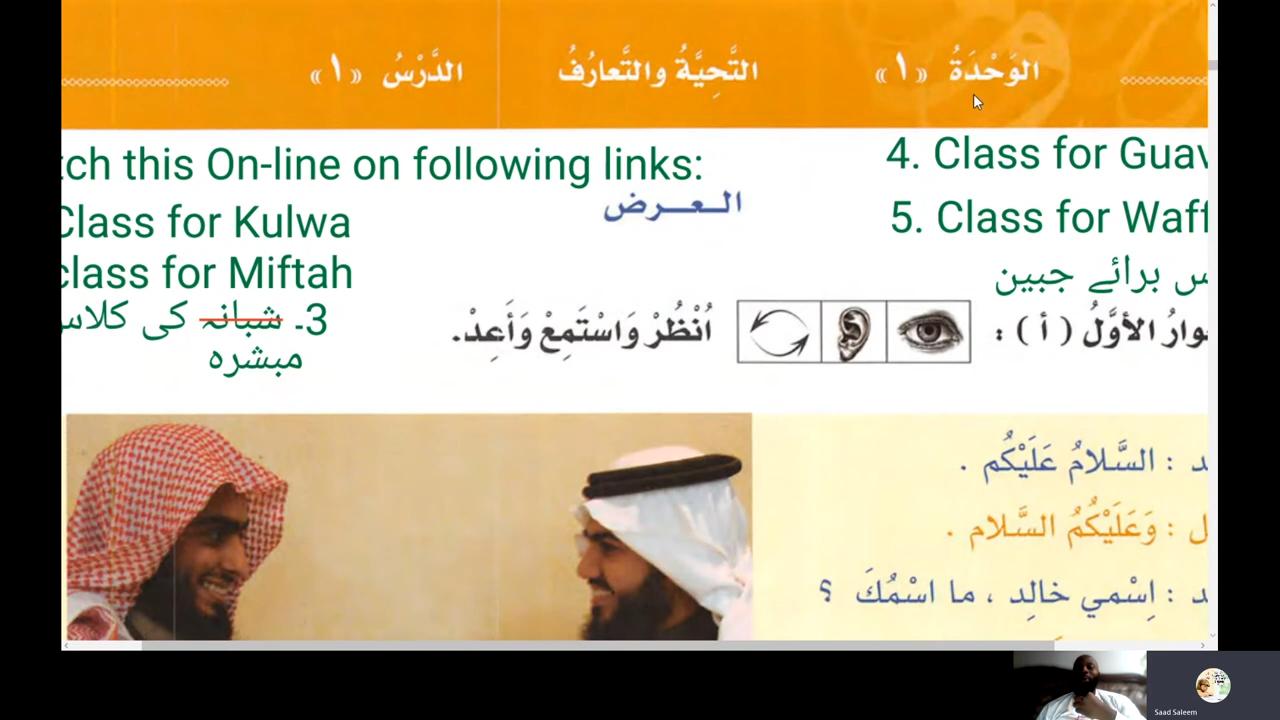 الوَحْدَةُ «١» التَّحِيَّةُ والتَّعارُفُ الدَّرْسُ «١»
tch this On-line on following links:
4. Class for Guav
العرض
Class for Kulwa
5. Class for Waff
class for Miftah
س برائے جبین
3۔ شبانہ کی کلاس
مبشرہ
وارُ الأوَّلُ ( أ ) : اُنْظُرْ وَاسْتَمِعْ وَأَعِدْ.
د : السَّلامُ عَلَيْكُم .
ل : وَعَلَيْكُمُ السَّلام .
د : اِسْمي خالِد ، ما اسْمُكَ ؟
Saad Saleem